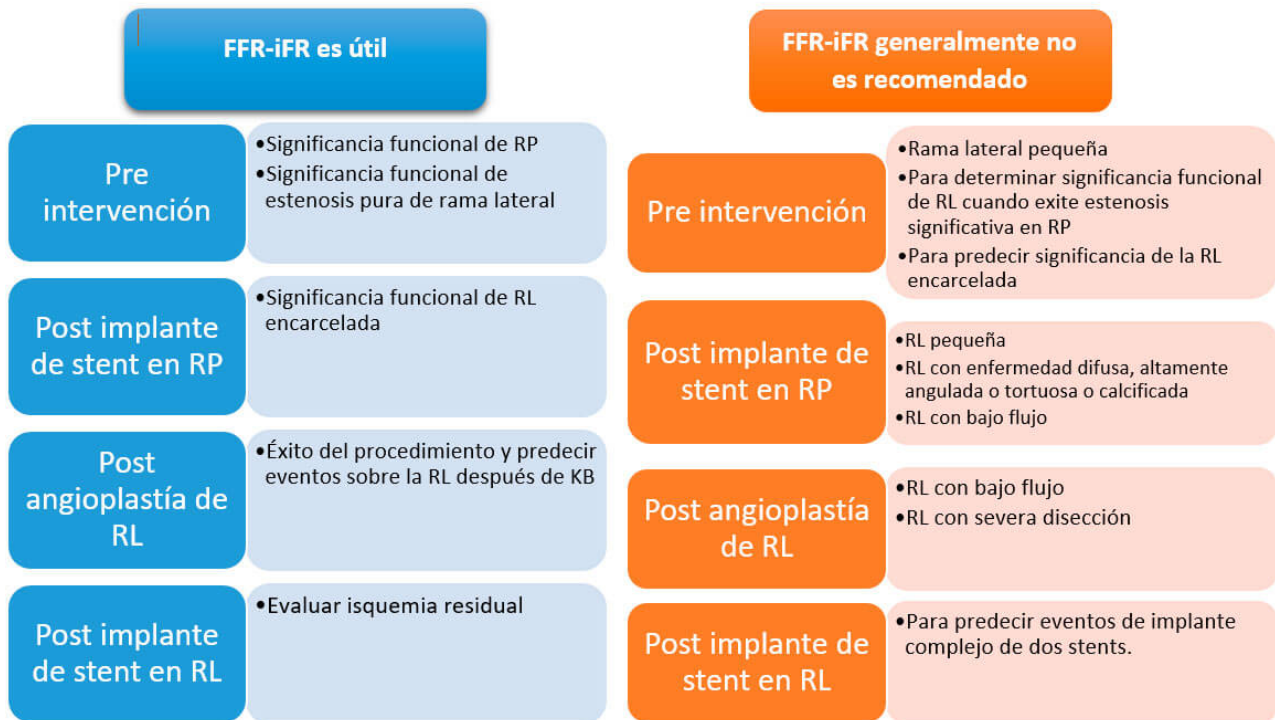 FFR-iFR es útil
Pre
intervención
•Significancia funcional de RP
•Significancia funcional de
estenosis pura de rama lateral
Post implante
de stent en RP
•Significancia funcional de RL
encarcelada
Post
angioplastía de
RL
•Éxito del procedimiento y predecir
eventos sobre la RL después de KB
Post implante
de stent en RL
•Evaluar isquemia residual
FFR-iFR generalmente no
es recomendado
Pre intervención
•Rama lateral pequeña
•Para determinar significancia funcional
de RL cuando exite estenosis
significativa en RP
•Para predecir significancia de la RL
encarcelada
Post implante de
stent en RP
•RL pequeña
•RL con enfermedad difusa, altamente
angulada o tortuosa o calcificada
•RL con bajo flujo
Post angioplastía
de RL
•RL con bajo flujo
•RL con severa disección
Post implante de
stent en RL
•Para predecir eventos de implante
complejo de dos stents.